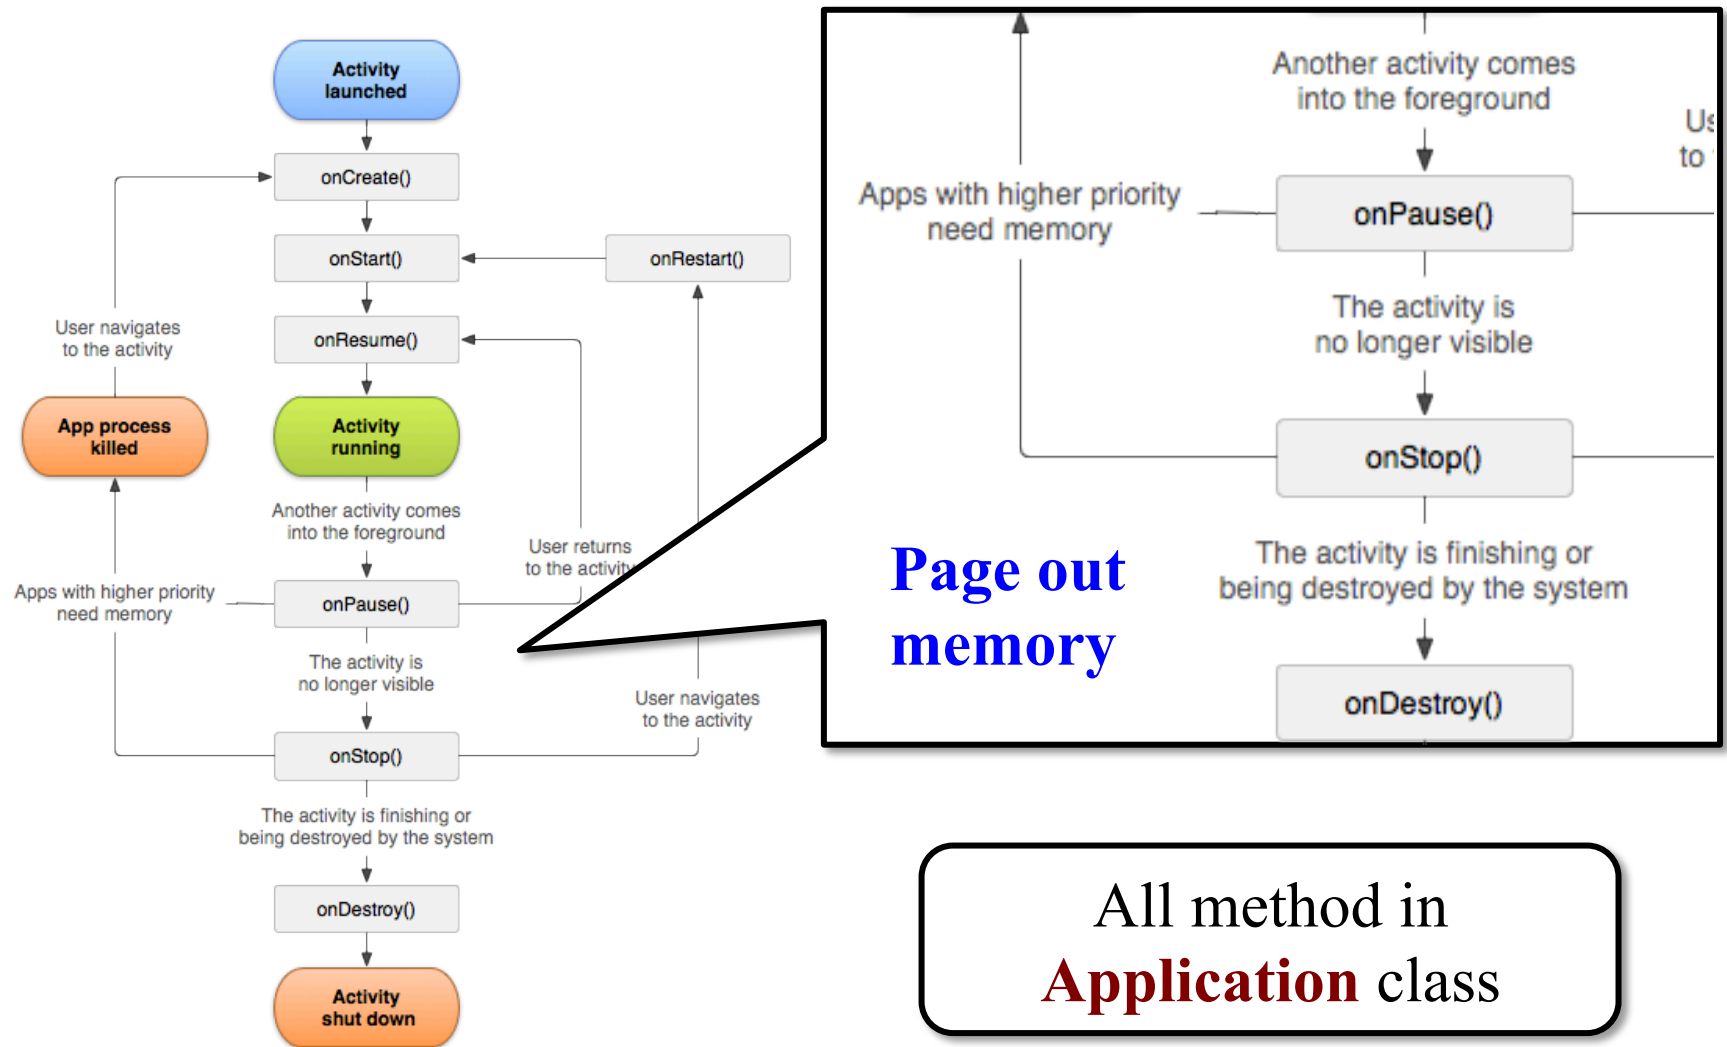 Activity
launched
onCreate()
onStart()
onRestart()
onResume()
User navigates
to the activity
App process
killed
Activity
running
Another activity comes
into the foreground
User returns
to the activity
Apps with higher priority
need memory
onPause()
The activity is
no longer visible
User navigates
to the activity
onStop()
The activity is finishing or
being destroyed by the system
onDestroy()
Activity
shut down
Another activity comes
into the foreground
Us
to
Apps with higher priority
need memory
onPause()
The activity is
no longer visible
onStop()
Page out
memory
The activity is finishing or
being destroyed by the system
onDestroy()
All method in
Application class